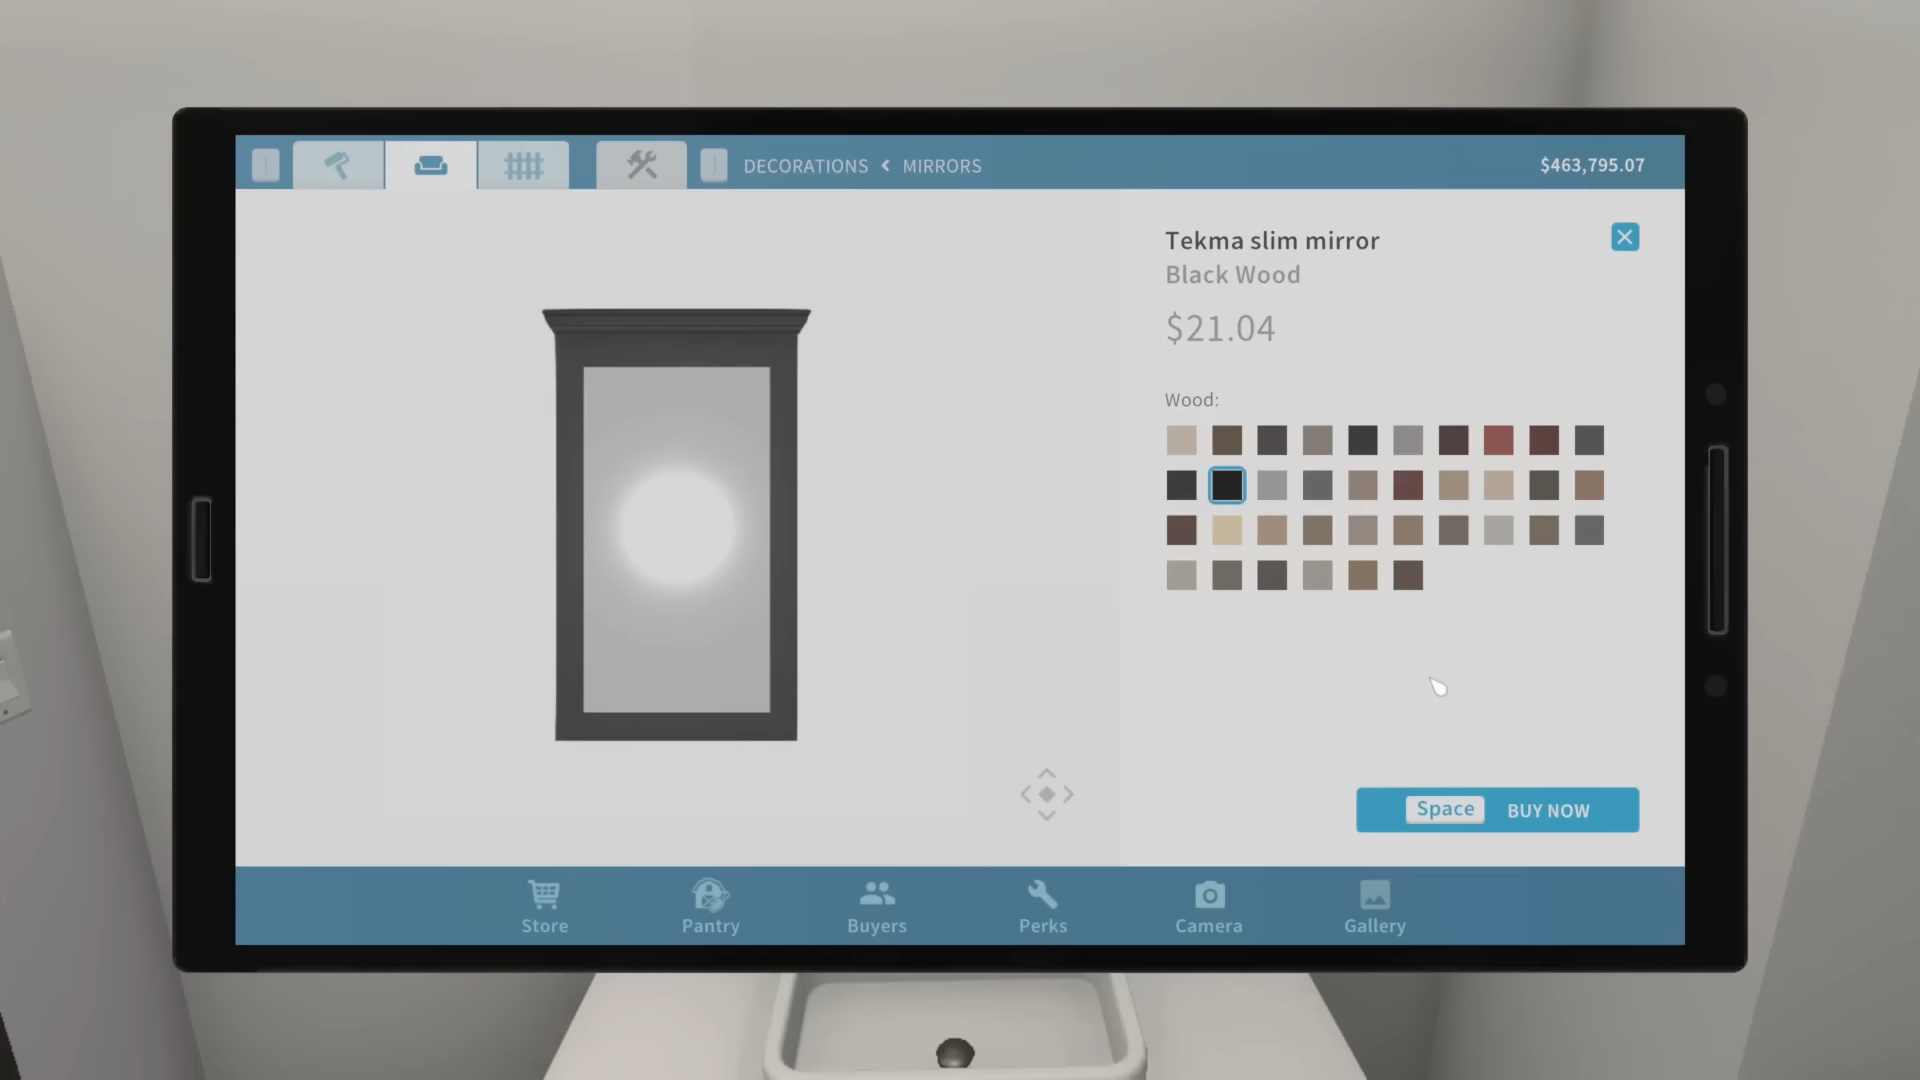 DECORATIONS < MIRRORS
$463,795.07
Tekma slim mirror
Black Wood
$21.04
Wood:
Space BUY NOW
Store Pantry Buyers Perks Camera Gallery